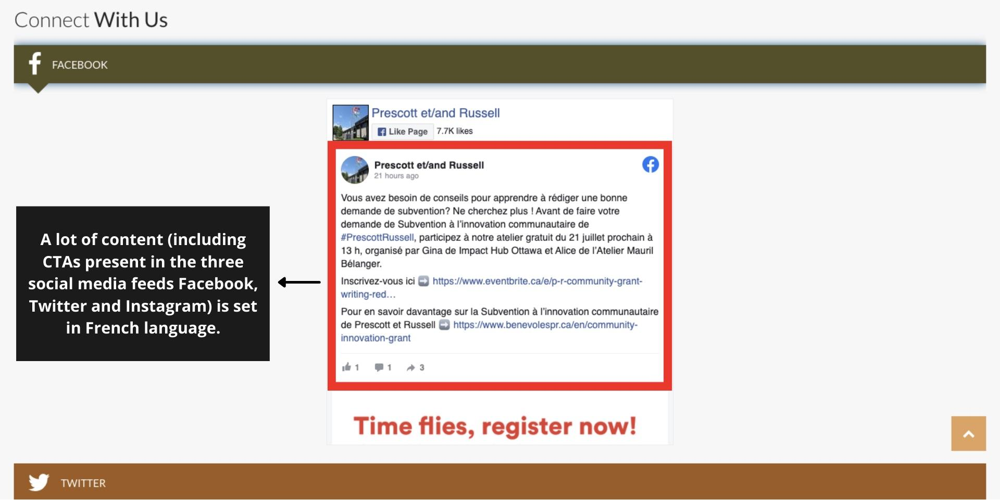 Connect With Us
FACEBOOK
Prescott et/and Russell
Like Page 7.7K likes
Prescott et/and Russell
21 hours ago
Vous avez besoin de conseils pour apprendre à rédiger une bonne
demande de subvention? Ne cherchez plus ! Avant de faire votre
demande de Subvention à l'innovation communautaire de
#PrescottRussell, participez à notre atelier gratuit du 21 juillet prochain à
13 h, organisé par Gina de Impact Hub Ottawa et Alice de l'Atelier Mauril
Bélanger.
Inscrivez-vous ici ➡ https://www.eventbrite.ca/e/p-r-community-grant-
writing-red…
Pour en savoir davantage sur la Subvention à l'innovation communautaire
de Prescott et Russell ➡ https://www.benevolespr.ca/en/community-
innovation-grant
1 1 3
A lot of content (including
CTAs present in the three
social media feeds Facebook,
Twitter and Instagram) is set
in French language.
Time flies, register now!
TWITTER